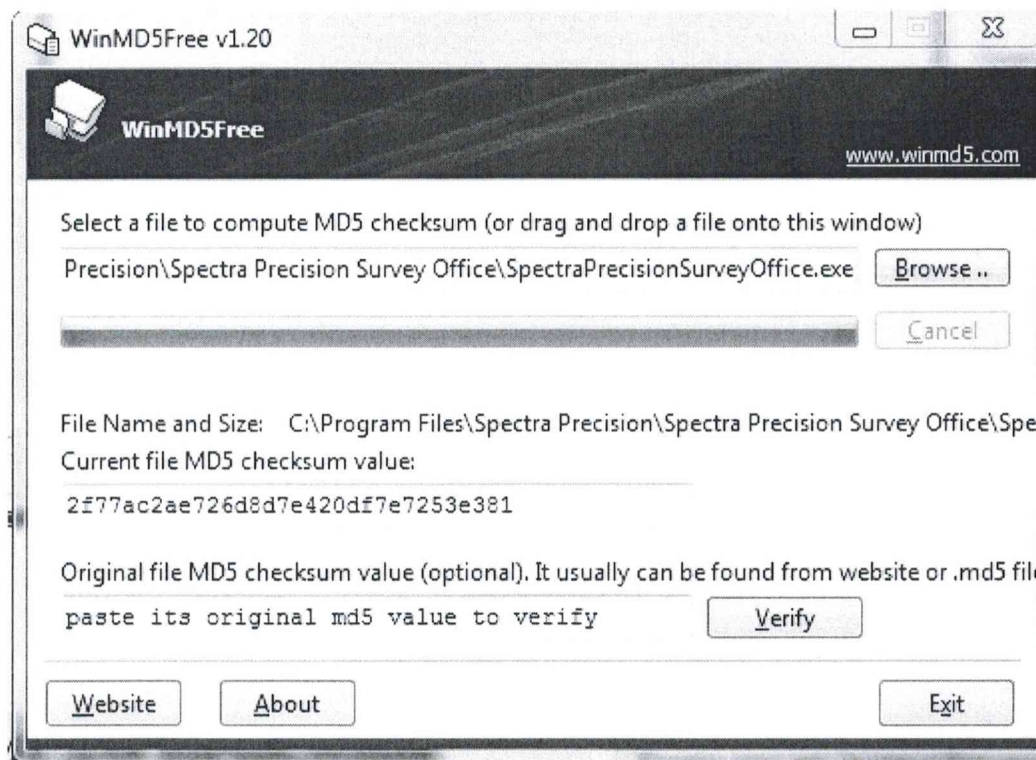 WinMD5Free v1.20
WinMD5Free
www.winmd5.com
Select a file to compute MD5 checksum (or drag and drop a file onto this window)
Precision\Spectra Precision Survey Office\SpectraPrecisionSurveyOffice.exe Browse ..
Cancel
File Name and Size: C:\Program Files\Spectra Precision\Spectra Precision Survey Office\Spe
Current file MD5 checksum value:
2f77ac2ae726d8d7e420df7e7253e381
Original file MD5 checksum value (optional). It usually can be found from website or .md5 file
paste its original md5 value to verify Verify
Website About Exit